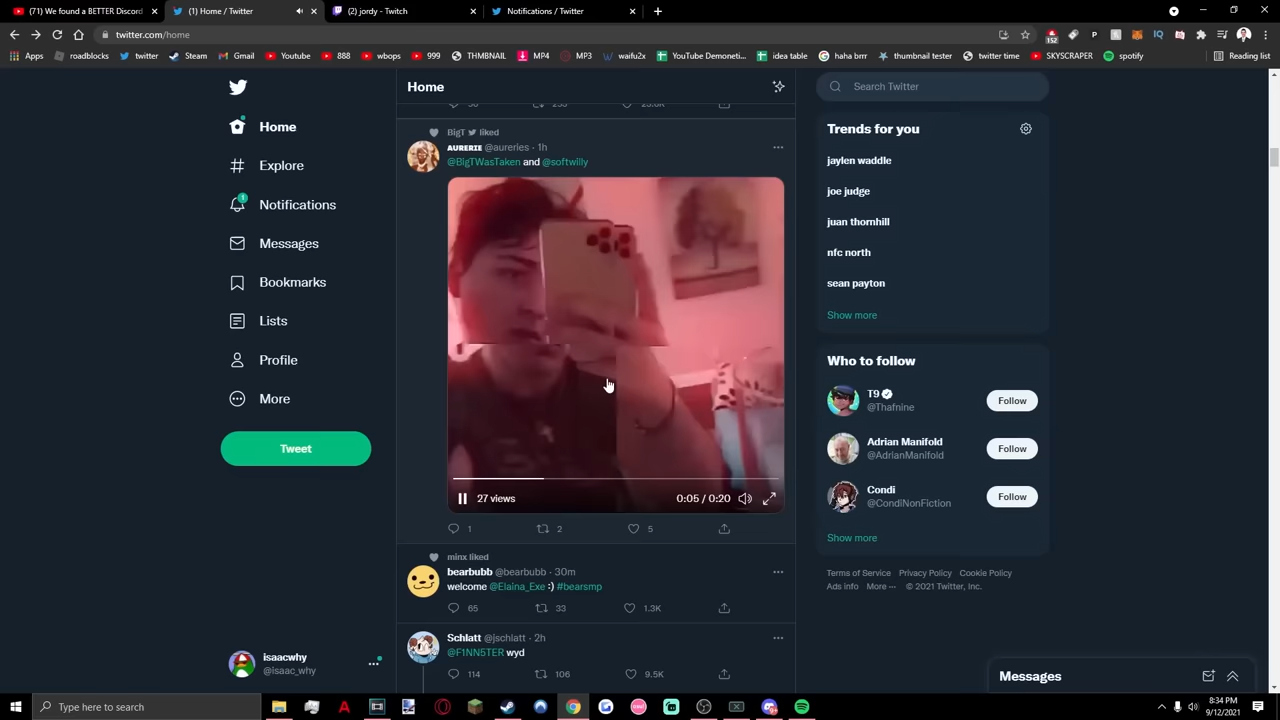 (71) We found a BETTER Discord
(1) Home / Twitter
(2) jordy - Twitch
Notifications / Twitter
twitter.com/home
152
Apps
roadblocks
twitter
Steam
Gmail
Youtube
888
wbops
999
THMBNAIL
MP4
MP3
waifu2x
YouTube Demoneti...
idea table
haha brrr
thumbnail tester
twitter time
SKYSCRAPER
spotify
Reading list
Home
Explore
Notifications
1
Messages
Bookmarks
Lists
Profile
More
Tweet
isaacwhy
@isaac_why
Home
BigT liked
AURERIE @aureries · 1h
@BigTWasTaken and @softwilly
27 views
0:05 / 0:20
1
2
5
minx liked
bearbubb @bearbubb · 30m
welcome @Elaina_Exe :) #bearsmp
65
33
1.3K
Schlatt @jschlatt · 2h
@F1NN5TER wyd
114
106
9.5K
Search Twitter
Trends for you
jaylen waddle
joe judge
juan thornhill
nfc north
sean payton
Show more
Who to follow
T9
@Thafnine
Follow
Adrian Manifold
@AdrianManifold
Follow
Condi
@CondiNonFiction
Follow
Show more
Terms of Service Privacy Policy Cookie Policy
Ads info More ··· © 2021 Twitter, Inc.
Messages
Type here to search
8:34 PM
9/12/2021